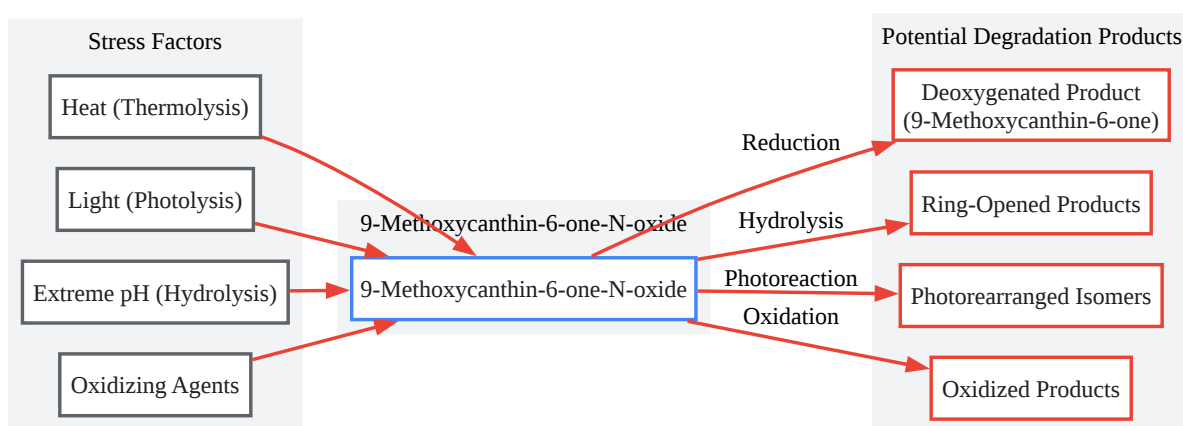 Stress Factors
Heat (Thermolysis)
Light (Photolysis)
Extreme pH (Hydrolysis)
Oxidizing Agents
9-Methoxycanthin-6-one-N-oxide
9-Methoxycanthin-6-one-N-oxide
Reduction
Hydrolysis
Photoreaction
Oxidation
Potential Degradation Products
Deoxygenated Product
(9-Methoxycanthin-6-one)
Ring-Opened Products
Photorearranged Isomers
Oxidized Products